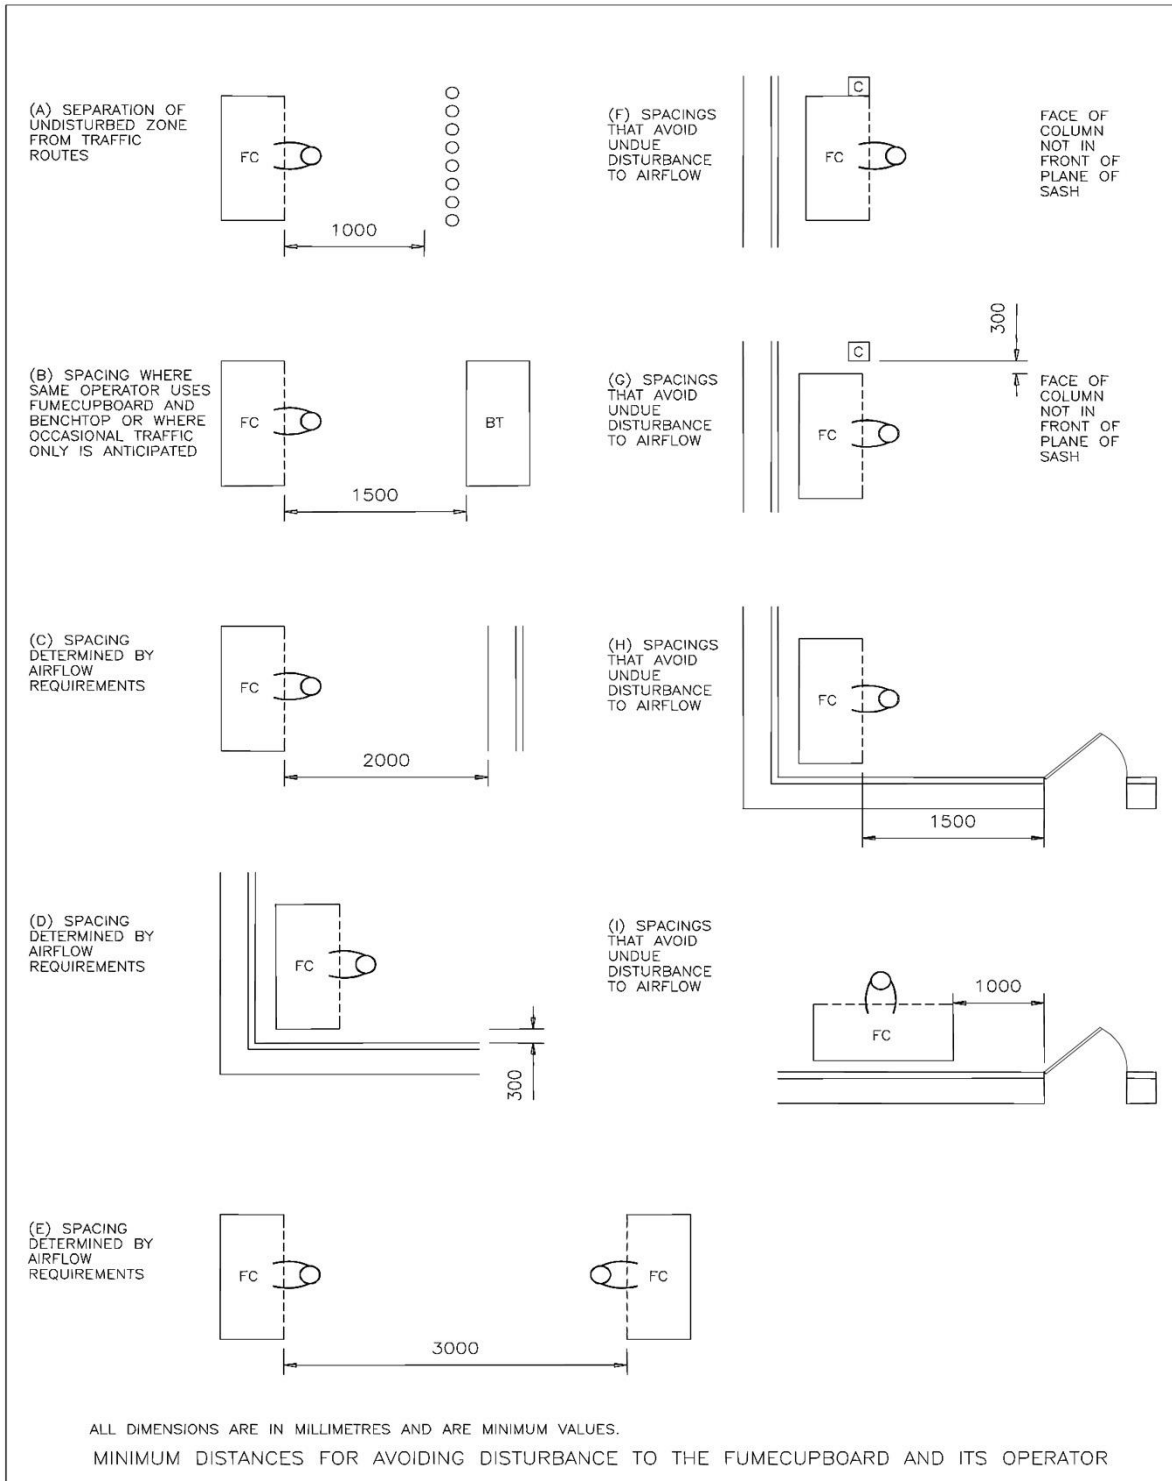 (A) SEPARATION OF
UNDISTURBED ZONE
FROM TRAFFIC
ROUTES
FC
1000
(B) SPACING WHERE
SAME OPERATOR USES
FUMECUPBOARD AND
BENCHTOP OR WHERE
OCCASIONAL TRAFFIC
ONLY IS ANTICIPATED
FC
BT
1500
(C) SPACING
DETERMINED BY
AIRFLOW
REQUIREMENTS
FC
2000
(D) SPACING
DETERMINED BY
AIRFLOW
REQUIREMENTS
FC
300
(E) SPACING
DETERMINED BY
AIRFLOW
REQUIREMENTS
FC
FC
3000
(F) SPACINGS
THAT AVOID
UNDUE
DISTURBANCE
TO AIRFLOW
C
FC
FACE OF
COLUMN
NOT IN
FRONT OF
PLANE OF
SASH
(G) SPACINGS
THAT AVOID
UNDUE
DISTURBANCE
TO AIRFLOW
C
FC
300
FACE OF
COLUMN
NOT IN
FRONT OF
PLANE OF
SASH
(H) SPACINGS
THAT AVOID
UNDUE
DISTURBANCE
TO AIRFLOW
FC
1500
(I) SPACINGS
THAT AVOID
UNDUE
DISTURBANCE
TO AIRFLOW
FC
1000
ALL DIMENSIONS ARE IN MILLIMETRES AND ARE MINIMUM VALUES.
MINIMUM DISTANCES FOR AVOIDING DISTURBANCE TO THE FUMECUPBOARD AND ITS OPERATOR